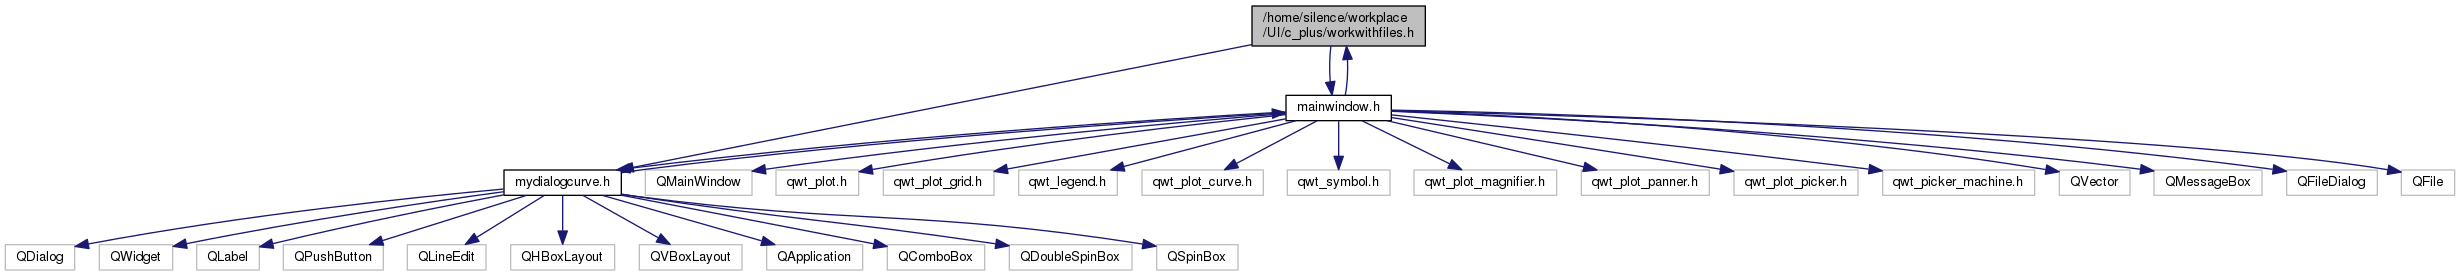 /home/silence/workplace
/UI/c_plus/workwithfiles.h
mainwindow.h
mydialogcurve.h
QMainWindow
qwt_plot.h
qwt_plot_grid.h
qwt_legend.h
qwt_plot_curve.h
qwt_symbol.h
qwt_plot_magnifier.h
qwt_plot_panner.h
qwt_plot_picker.h
qwt_picker_machine.h
QVector
QMessageBox
QFileDialog
QFile
QDialog
QWidget
QLabel
QPushButton
QLineEdit
QHBoxLayout
QVBoxLayout
QApplication
QComboBox
QDoubleSpinBox
QSpinBox